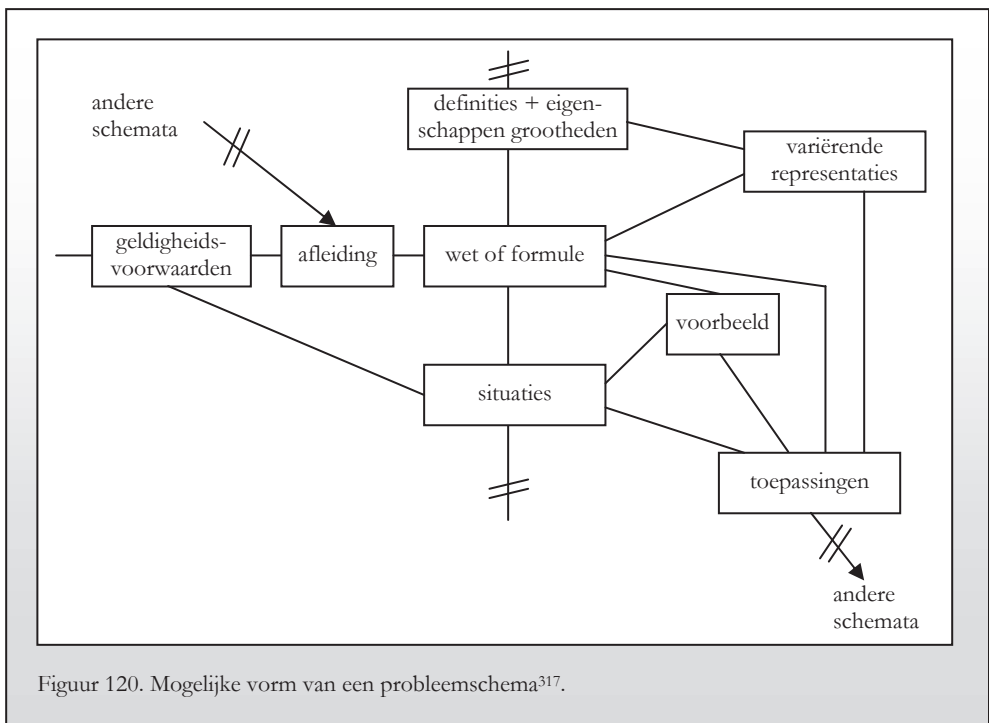 andere
schemata
definities + eigen-
schappen grootheden
variërende
representaties
geldigheids-
voorwaarden
afleiding
wet of formule
voorbeeld
situaties
toepassingen
andere
schemata
Figuur 120. Mogelijke vorm van een probleemschema³¹⁷.